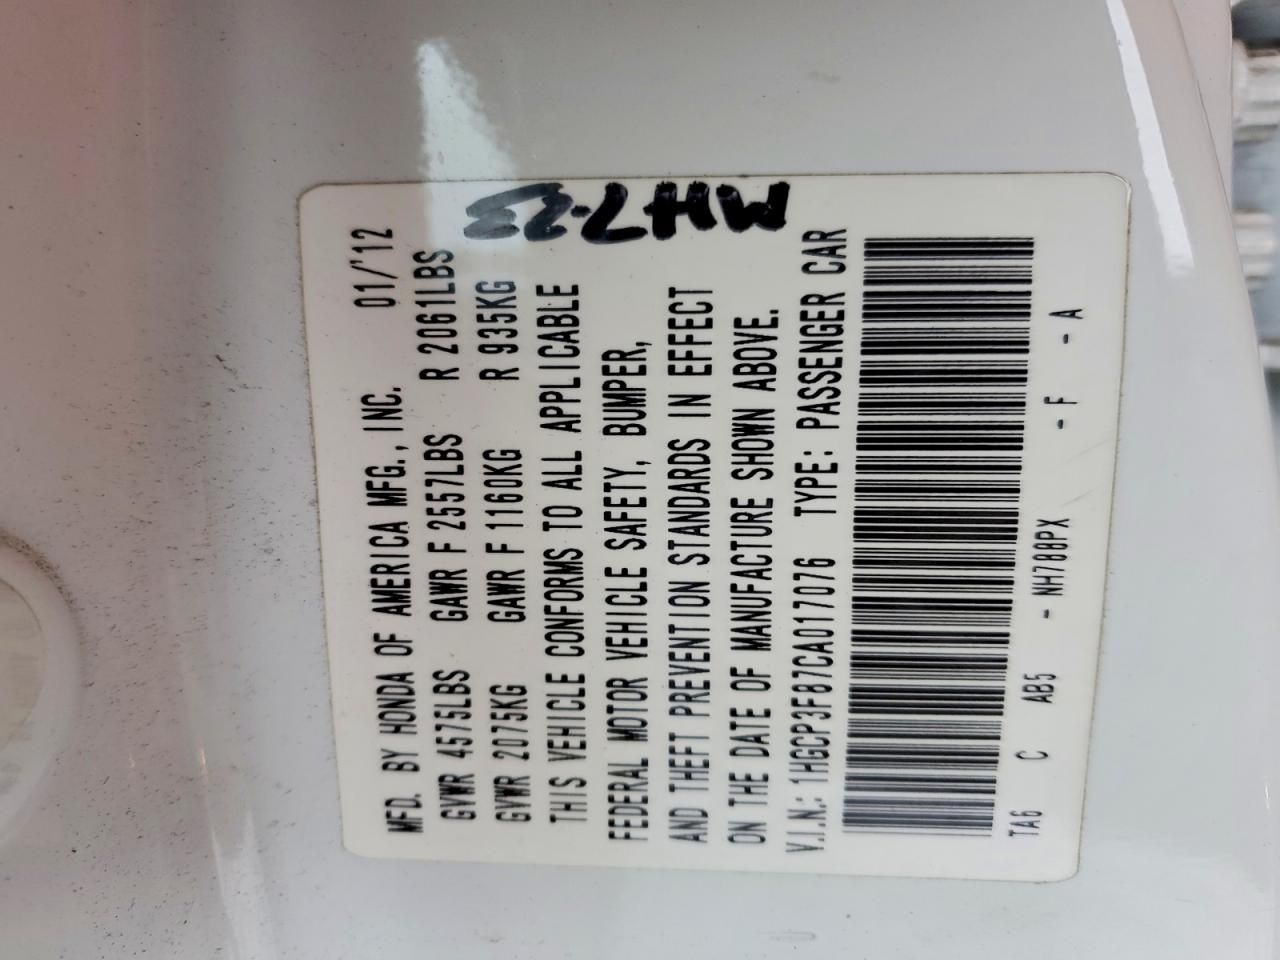 MH7-23
MFD. BY HONDA OF AMERICA MFG., INC. 01/'12
GVWR 4575LBS GAWR F 2557LBS R 2061LBS
GVWR 2075KG GAWR F 1160KG R 935KG
THIS VEHICLE CONFORMS TO ALL APPLICABLE
FEDERAL MOTOR VEHICLE SAFETY, BUMPER,
AND THEFT PREVENTION STANDARDS IN EFFECT
ON THE DATE OF MANUFACTURE SHOWN ABOVE.
V.I.N.: 1HGCP3F87CA017076 TYPE: PASSENGER CAR
TA6 C AB5 - NH788PX - F - A